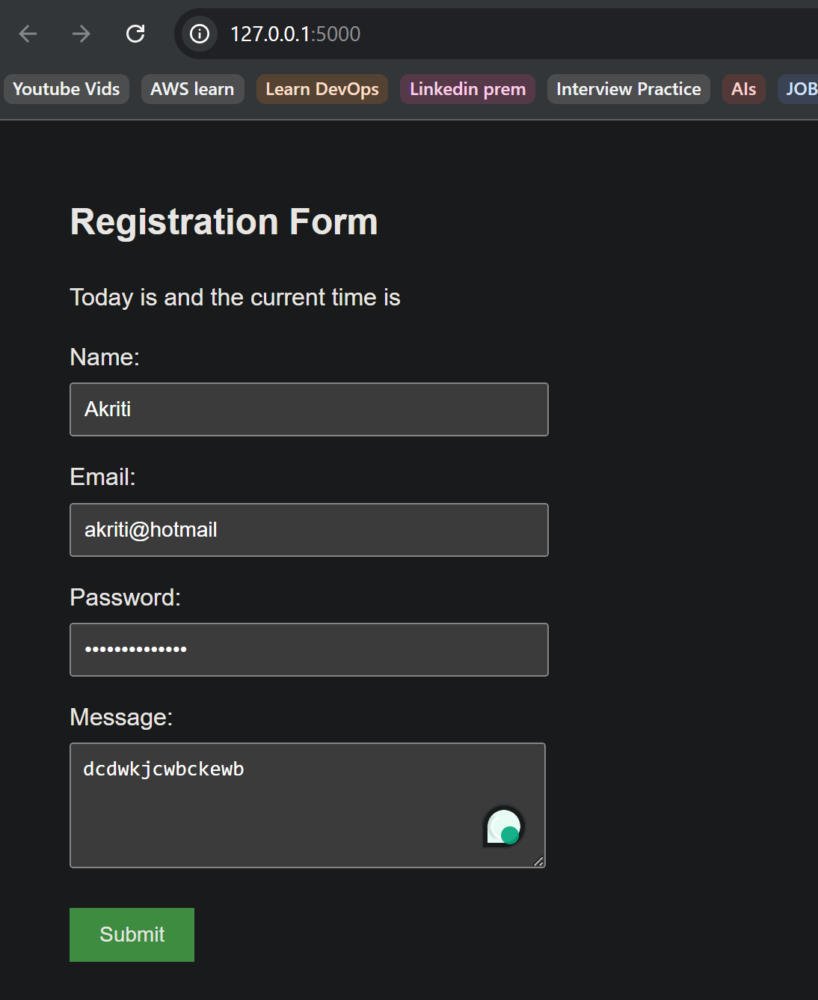 127.0.0.1:5000
Youtube Vids AWS learn Learn DevOps Linkedin prem Interview Practice AIs JOB
Registration Form
Today is and the current time is
Name:
Akriti
Email:
akriti@hotmail
Password:
••••••••••••••
Message:
dcdwkjcwbckewb
Submit